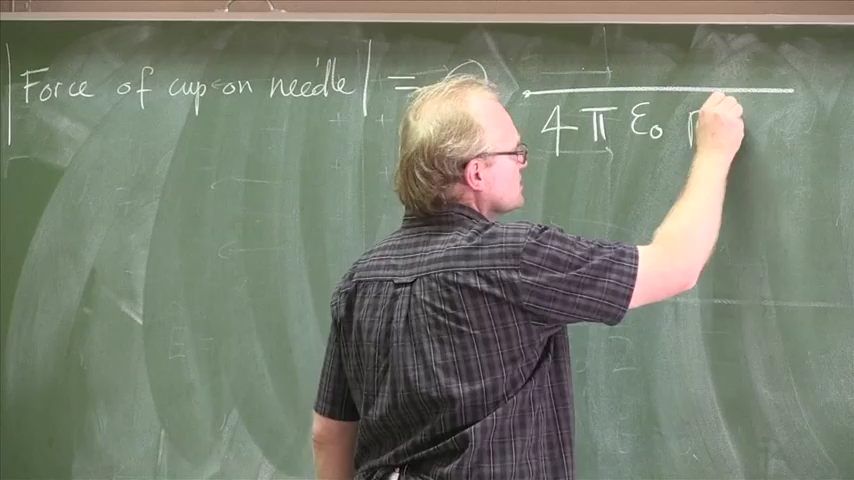 |Force of cup on needle| =
4 π ε₀ r